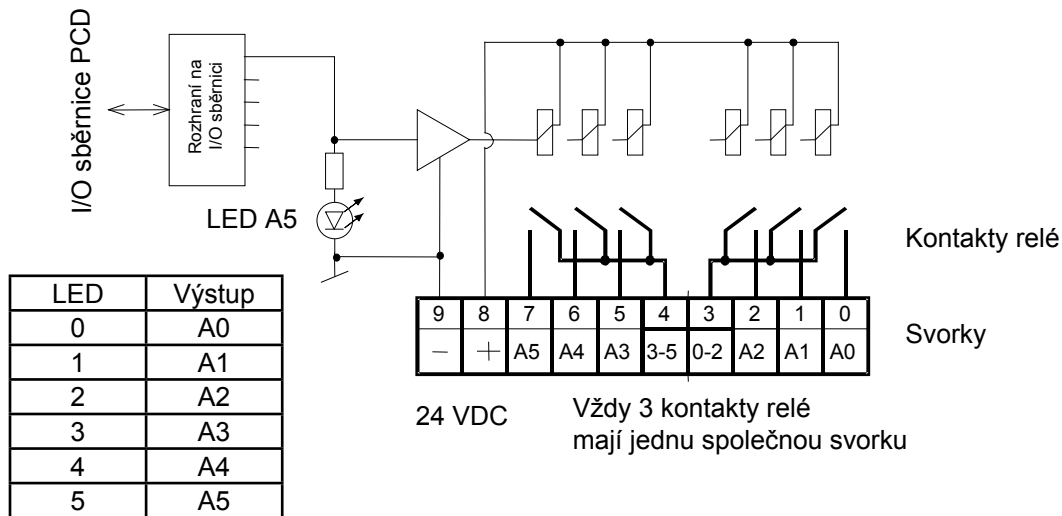 I/O sběrnice PCD
Rozhraní na
I/O sběrnici
LED A5
Kontakty relé
9 8 7 6 5 4 3 2 1 0
− + A5 A4 A3 3-5 0-2 A2 A1 A0
Svorky
24 VDC
Vždy 3 kontakty relé
mají jednu společnou svorku
LED Výstup
0 A0
1 A1
2 A2
3 A3
4 A4
5 A5